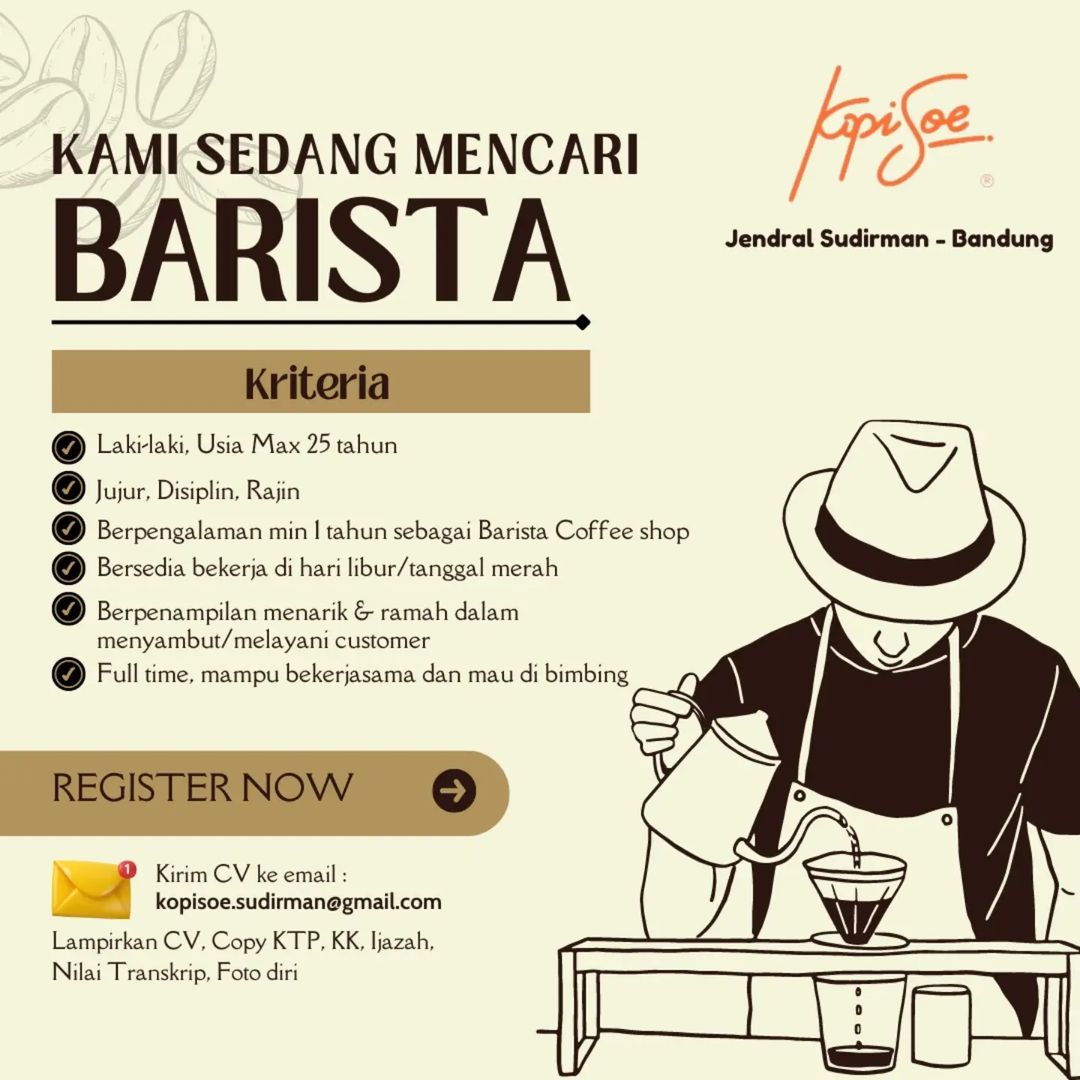 KAMI SEDANG MENCARI
BARISTA
KopiSoe.
®
Jendral Sudirman - Bandung
Kriteria
Laki-laki, Usia Max 25 tahun
Jujur, Disiplin, Rajin
Berpengalaman min 1 tahun sebagai Barista Coffee shop
Bersedia bekerja di hari libur/tanggal merah
Berpenampilan menarik & ramah dalam
menyambut/melayani customer
Full time, mampu bekerjasama dan mau di bimbing
REGISTER NOW
1
Kirim CV ke email :
kopisoe.sudirman@gmail.com
Lampirkan CV, Copy KTP, KK, Ijazah,
Nilai Transkrip, Foto diri